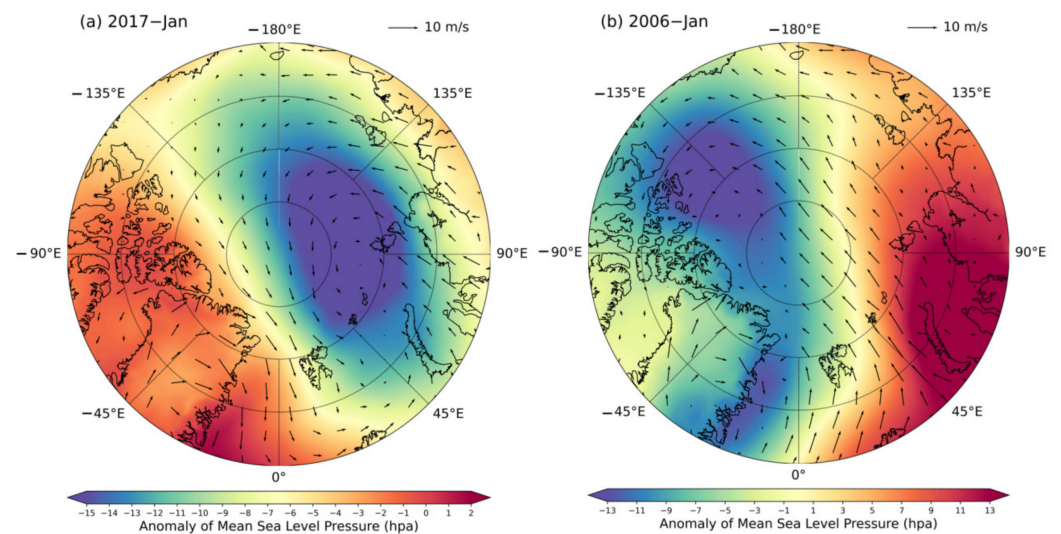 (a) 2017−Jan
10 m/s
−180°E
−135°E
135°E
−90°E
90°E
−45°E
45°E
0°
−15 −14 −13 −12 −11 −10 −9 −8 −7 −6 −5 −4 −3 −2 −1 0 1 2
Anomaly of Mean Sea Level Pressure (hpa)
(b) 2006−Jan
10 m/s
−180°E
−135°E
135°E
−90°E
90°E
−45°E
45°E
0°
−13 −11 −9 −7 −5 −3 −1 1 3 5 7 9 11 13
Anomaly of Mean Sea Level Pressure (hpa)